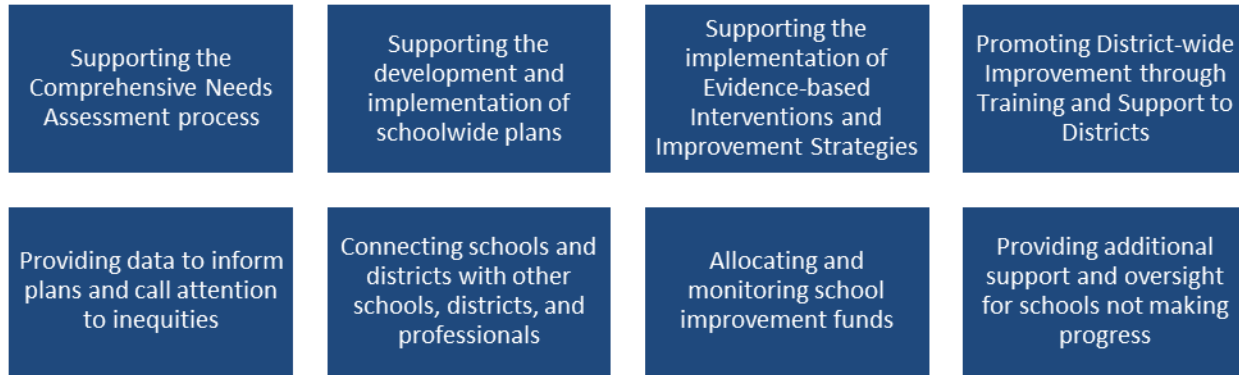 Supporting the
Comprehensive Needs
Assessment process
Supporting the
development and
implementation of
schoolwide plans
Supporting the
implementation of
Evidence-based
Interventions and
Improvement Strategies
Promoting District-wide
Improvement through
Training and Support to
Districts
Providing data to inform
plans and call attention
to inequities
Connecting schools and
districts with other
schools, districts, and
professionals
Allocating and
monitoring school
improvement funds
Providing additional
support and oversight
for schools not making
progress